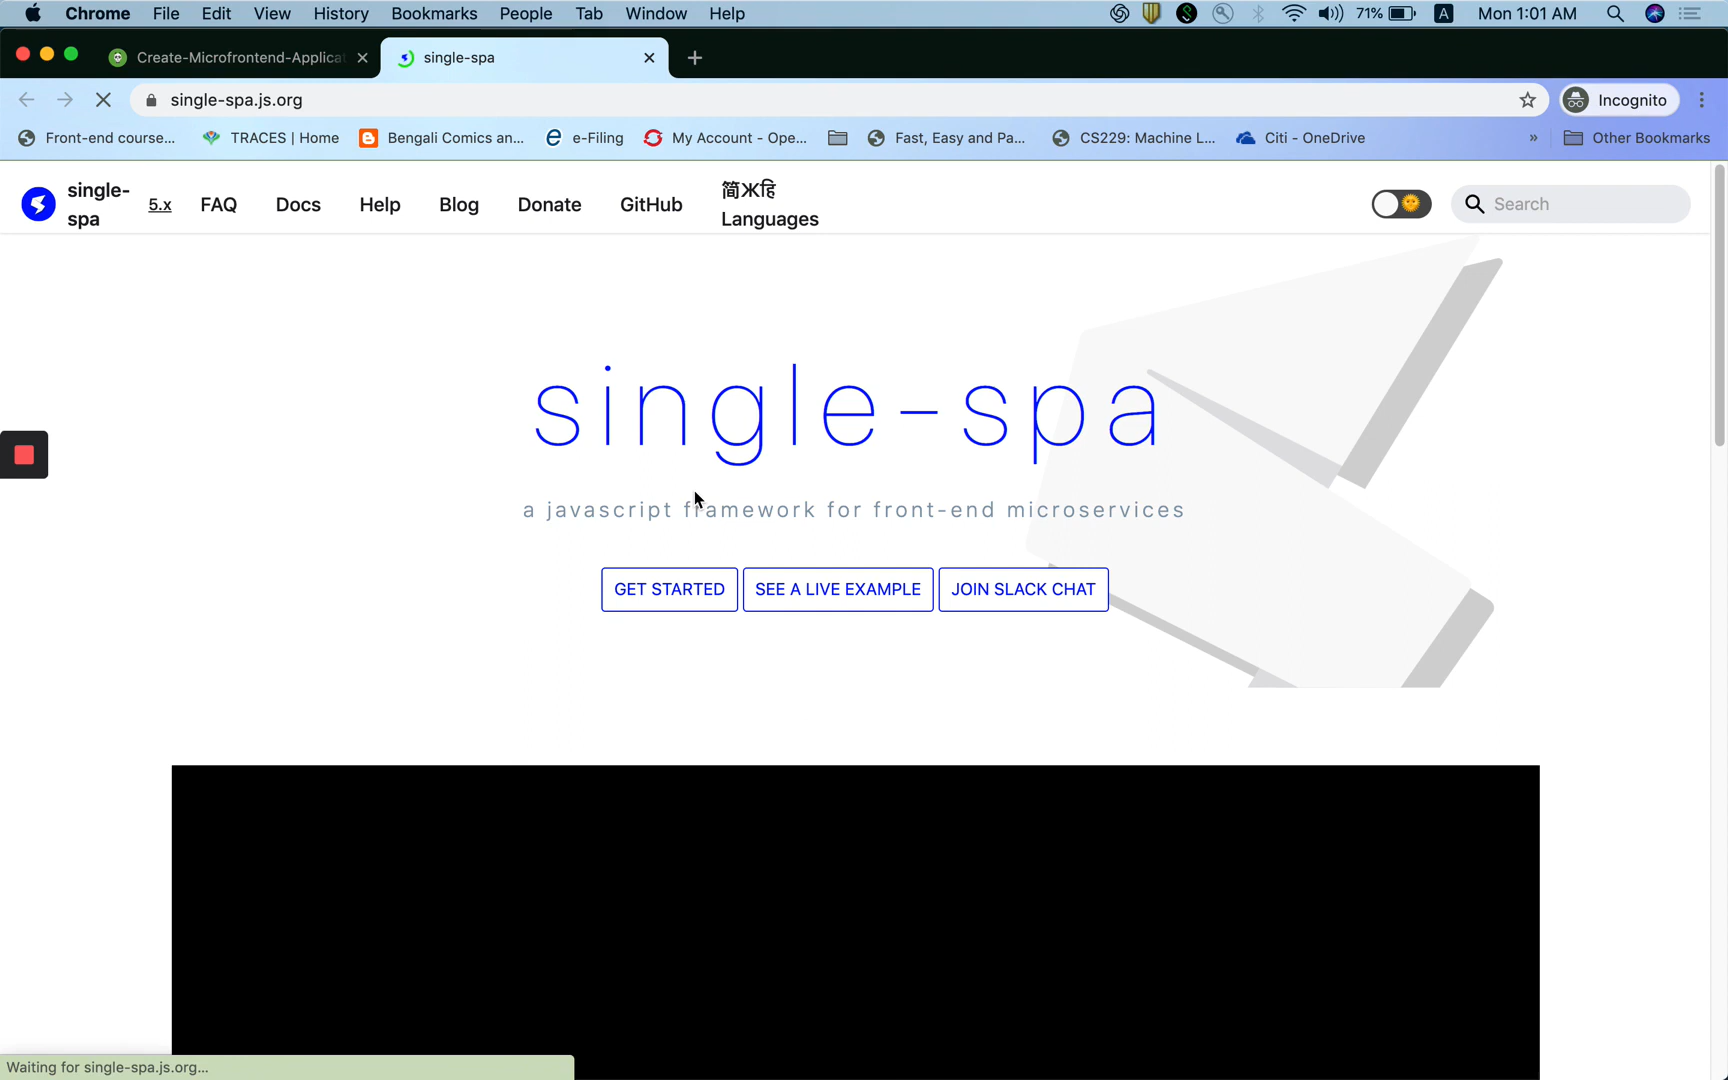 Chrome File Edit View History Bookmarks People Tab Window Help 71% A Mon 1:01 AM
Create-Microfrontend-Applica single-spa
single-spa.js.org Incognito
Front-end course... TRACES | Home Bengali Comics an... e-Filing My Account - Ope... Fast, Easy and Pa... CS229: Machine L... Citi - OneDrive » Other Bookmarks
single-
spa
5.x FAQ Docs Help Blog Donate GitHub
简Жहि
Languages
Search
single-spa
a javascript framework for front-end microservices
GET STARTED SEE A LIVE EXAMPLE JOIN SLACK CHAT
Waiting for single-spa.js.org...